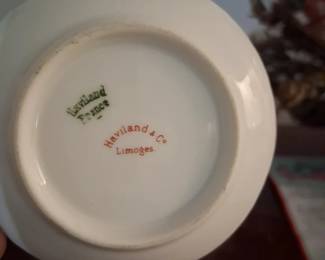 Haviland
France
Haviland & Co
Limoges.